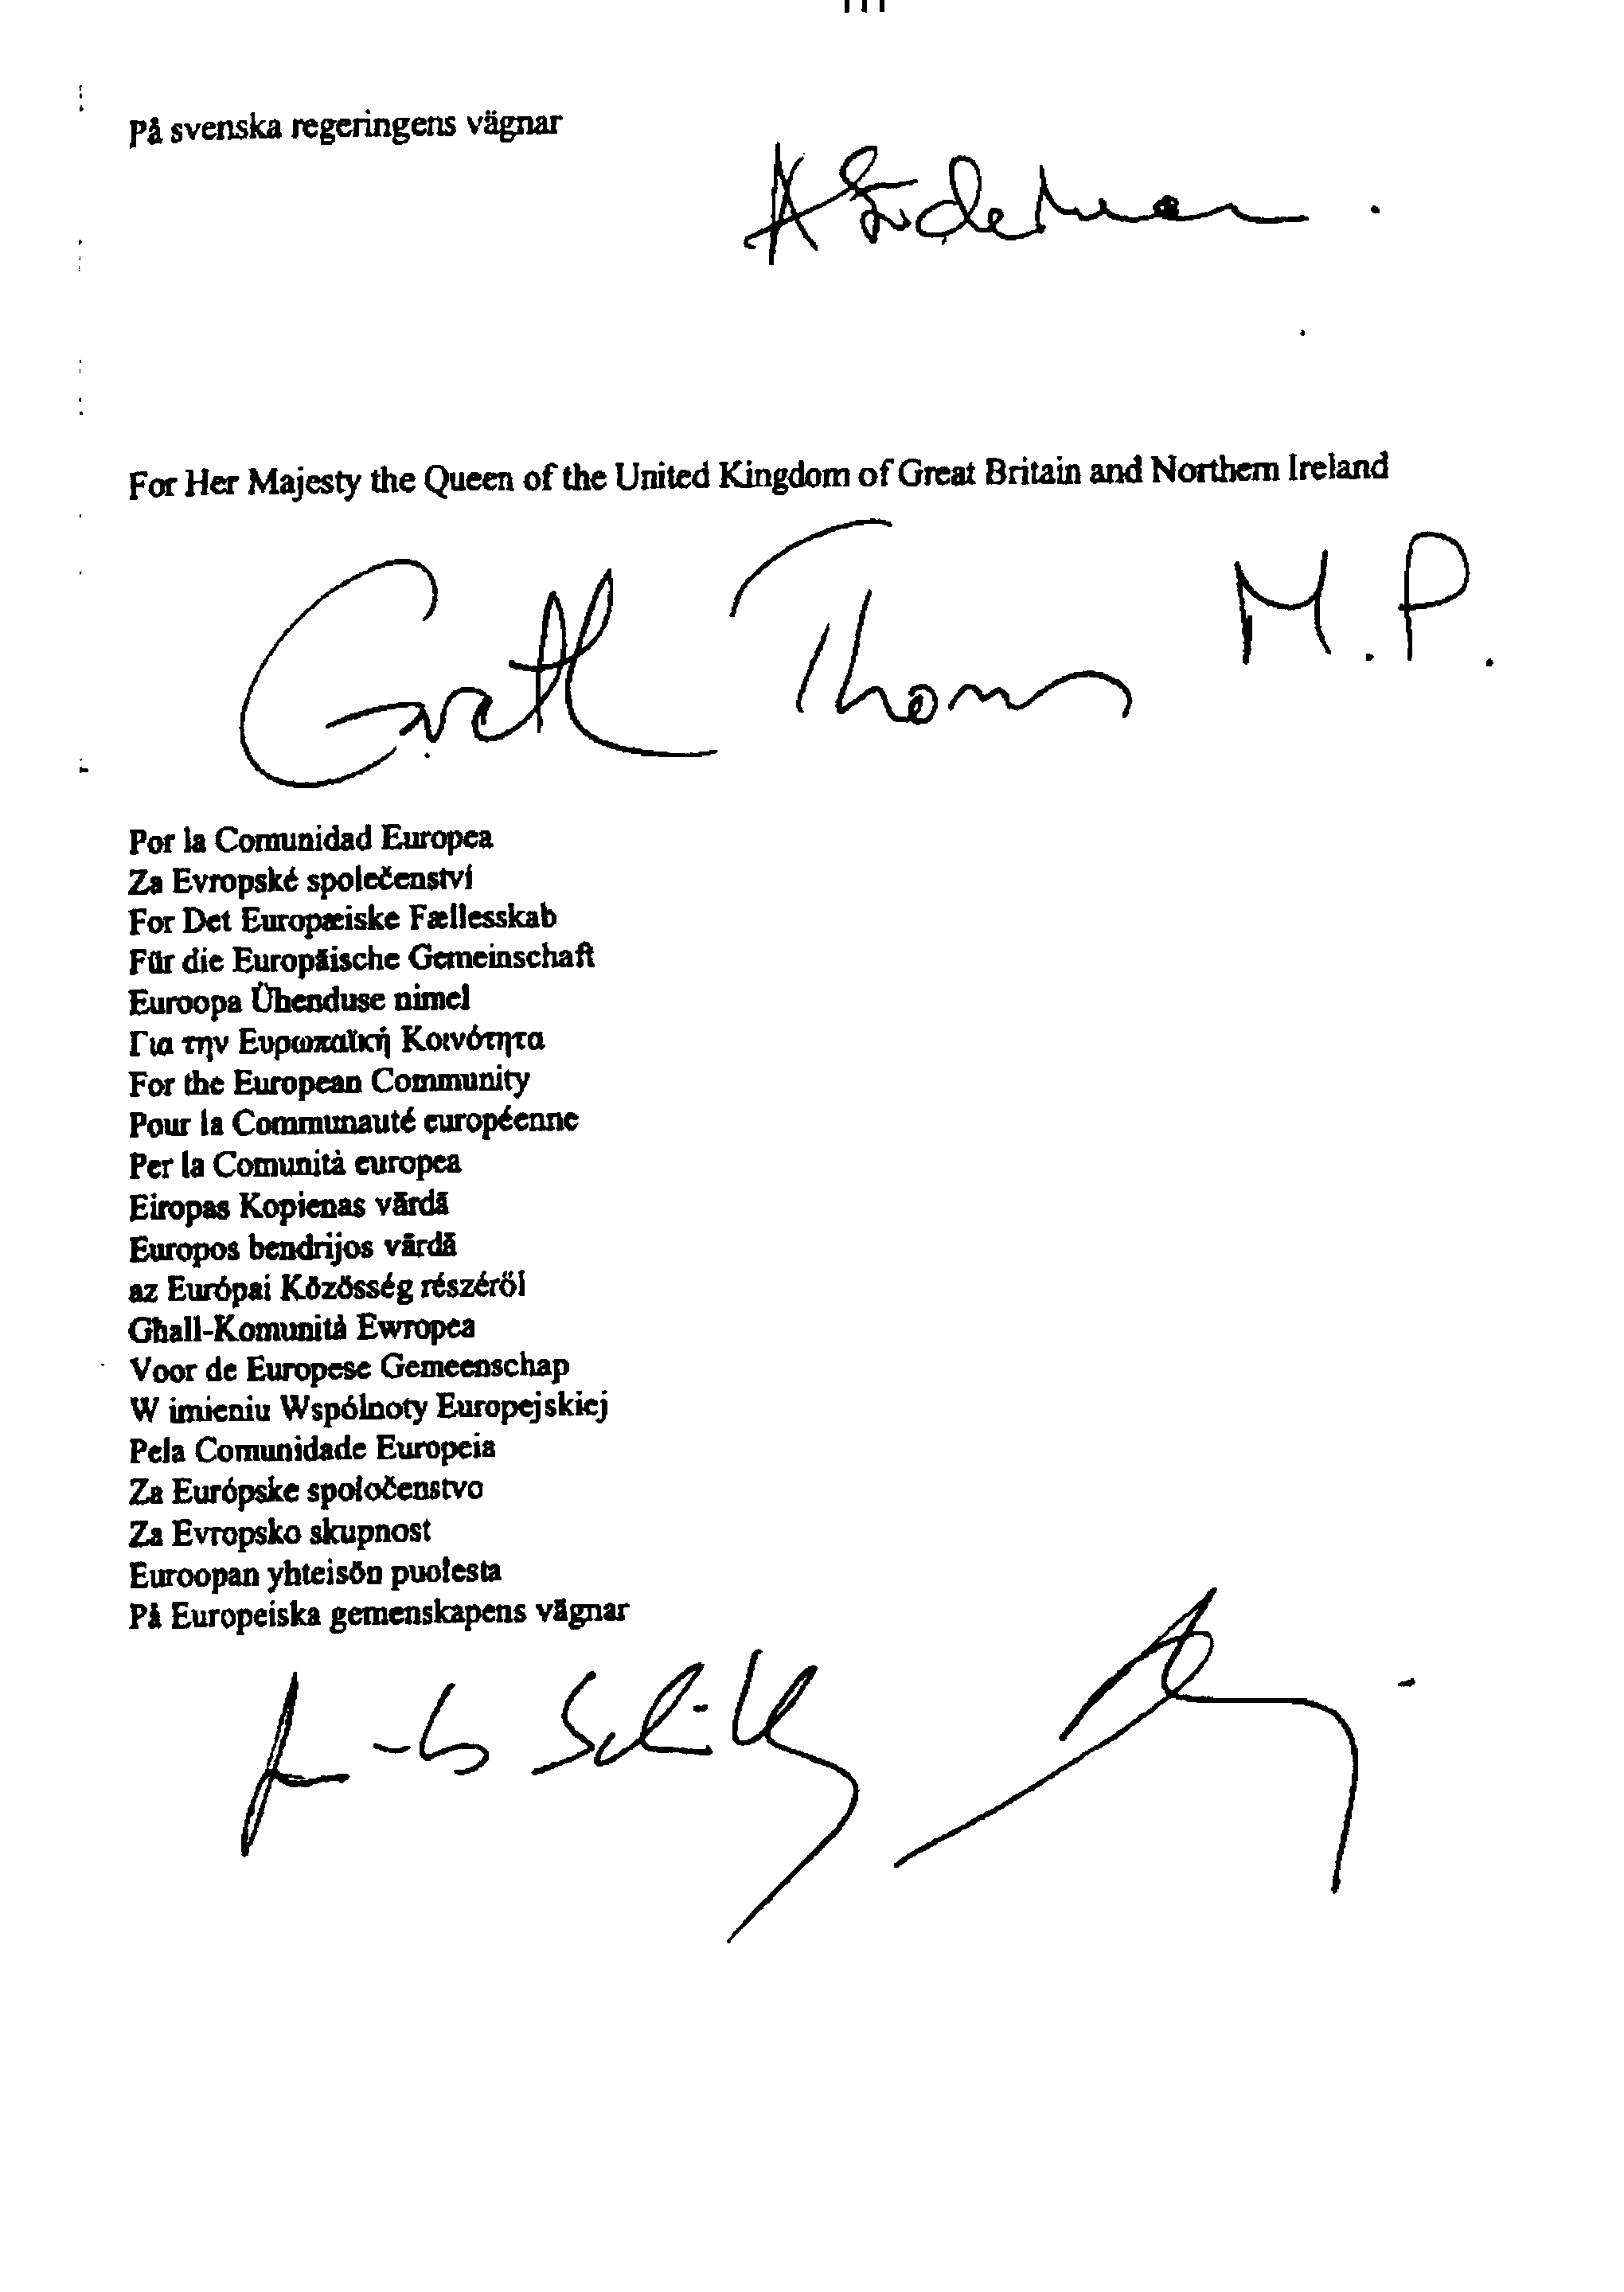 På svenska regeringens vägnar
For Her Majesty the Queen of the United Kingdom of Great Britain and Northern Ireland
Gareth Thomas M.P.
Por la Comunidad Europea
Za Evropské společenství
For Det Europæiske Fællesskab
Für die Europäische Gemeinschaft
Euroopa Ühenduse nimel
Για την Ευρωπαϊκή Κοινότητα
For the European Community
Pour la Communauté européenne
Per la Comunità europea
Eiropas Kopienas vārdā
Europos bendrijos vārdā
az Európai Közösség részéről
Għall-Komunità Ewropea
Voor de Europese Gemeenschap
W imieniu Wspólnoty Europejskiej
Pela Comunidade Europeia
Za Európske spoločenstvo
Za Evropsko skupnost
Euroopan yhteisön puolesta
På Europeiska gemenskapens vägnar